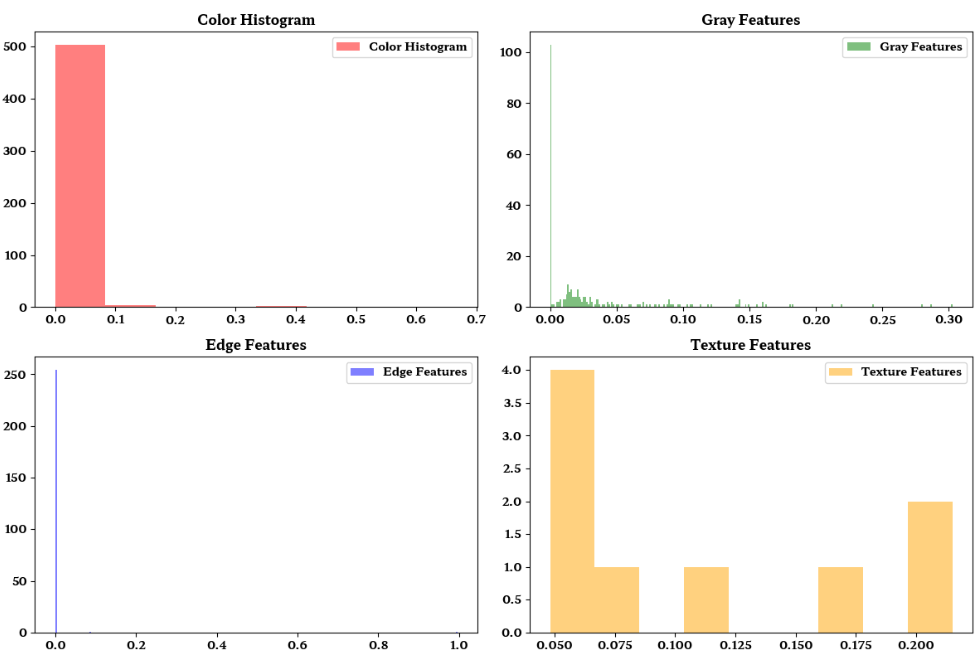 Color Histogram
Color Histogram
500
400
300
200
100
0
0.0 0.1 0.2 0.3 0.4 0.5 0.6 0.7
Gray Features
Gray Features
100
80
60
40
20
0
0.00 0.05 0.10 0.15 0.20 0.25 0.30
Edge Features
Edge Features
250
200
150
100
50
0
0.0 0.2 0.4 0.6 0.8 1.0
Texture Features
Texture Features
4.0
3.5
3.0
2.5
2.0
1.5
1.0
0.5
0.0
0.050 0.075 0.100 0.125 0.150 0.175 0.200